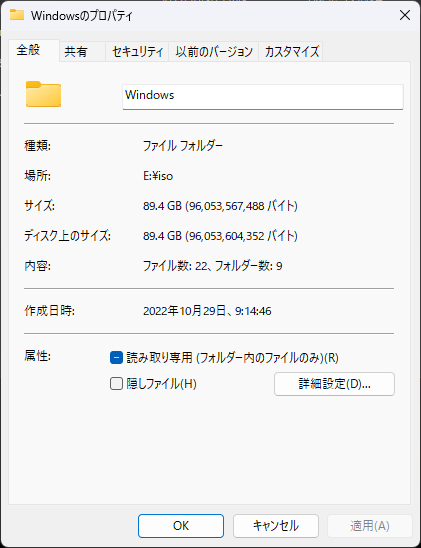 Windowsのプロパティ
全般 共有 セキュリティ 以前のバージョン カスタマイズ
Windows
種類: ファイル フォルダー
場所: E:¥iso
サイズ: 89.4 GB (96,053,567,488 バイト)
ディスク上のサイズ: 89.4 GB (96,053,604,352 バイト)
内容: ファイル数: 22、フォルダー数: 9
作成日時: 2022年10月29日、9:14:46
属性: 読み取り専用 (フォルダー内のファイルのみ)(R)
隠しファイル(H) 詳細設定(D)...
OK キャンセル 適用(A)